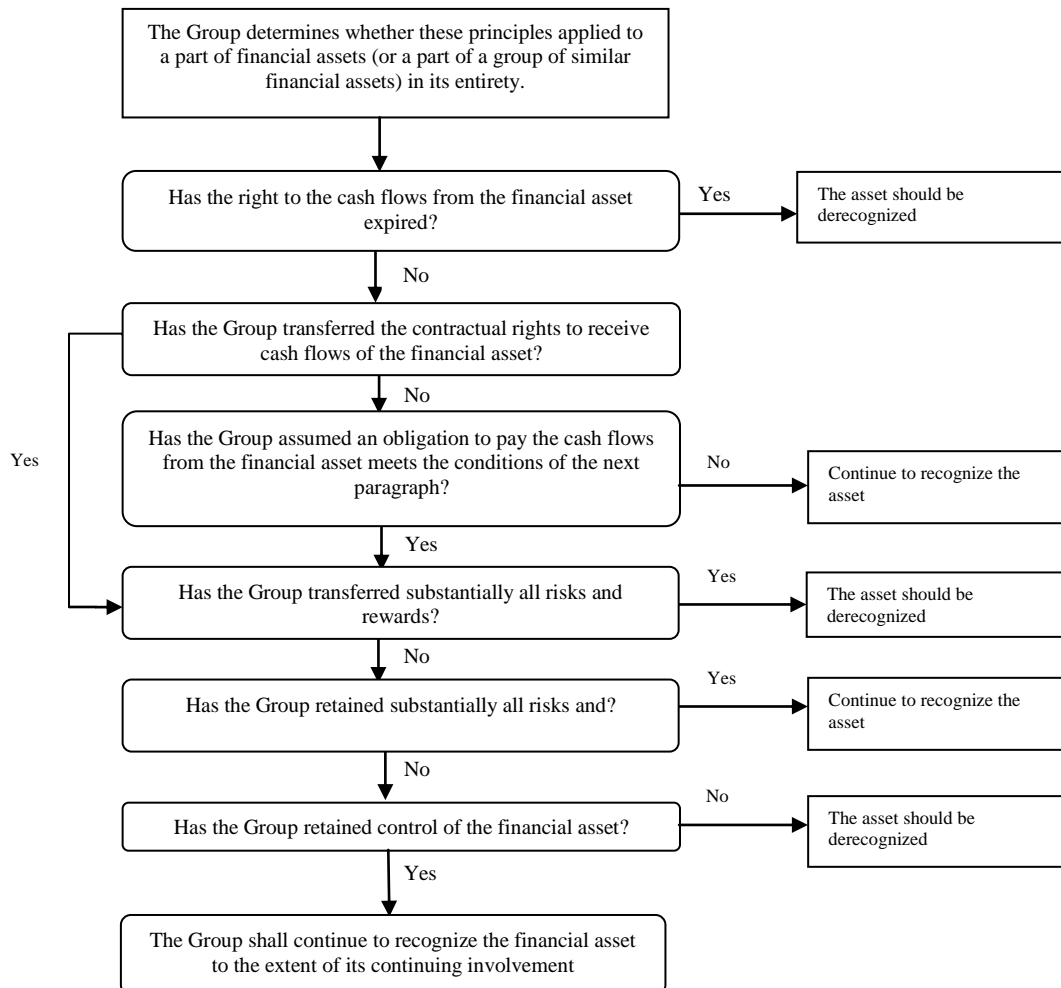 The Group determines whether these principles applied to
a part of financial assets (or a part of a group of similar
financial assets) in its entirety.
Has the right to the cash flows from the financial asset
expired?
Yes
The asset should be
derecognized
No
Has the Group transferred the contractual rights to receive
cash flows of the financial asset?
No
Yes
Has the Group assumed an obligation to pay the cash flows
from the financial asset meets the conditions of the next
paragraph?
No
Continue to recognize the
asset
Yes
Has the Group transferred substantially all risks and
rewards?
Yes
The asset should be
derecognized
No
Has the Group retained substantially all risks and?
Yes
Continue to recognize the
asset
No
Has the Group retained control of the financial asset?
No
The asset should be
derecognized
Yes
The Group shall continue to recognize the financial asset
to the extent of its continuing involvement